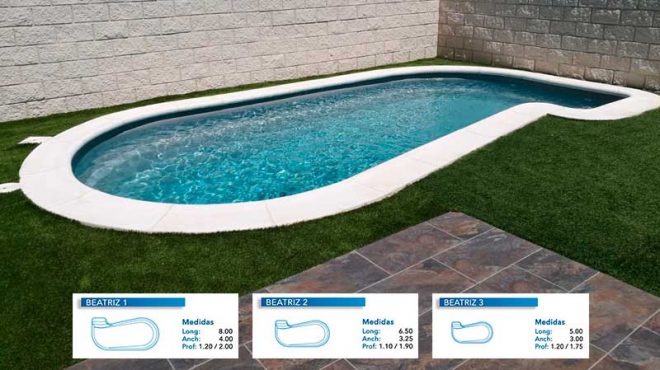 BEATRIZ 1
Medidas
Long: 8.00
Anch: 4.00
Prof: 1.20 / 2.00
BEATRIZ 2
Medidas
Long: 6.50
Anch: 3.25
Prof: 1.10 / 1.90
BEATRIZ 3
Medidas
Long: 5.00
Anch: 3.00
Prof: 1.20 / 1.75